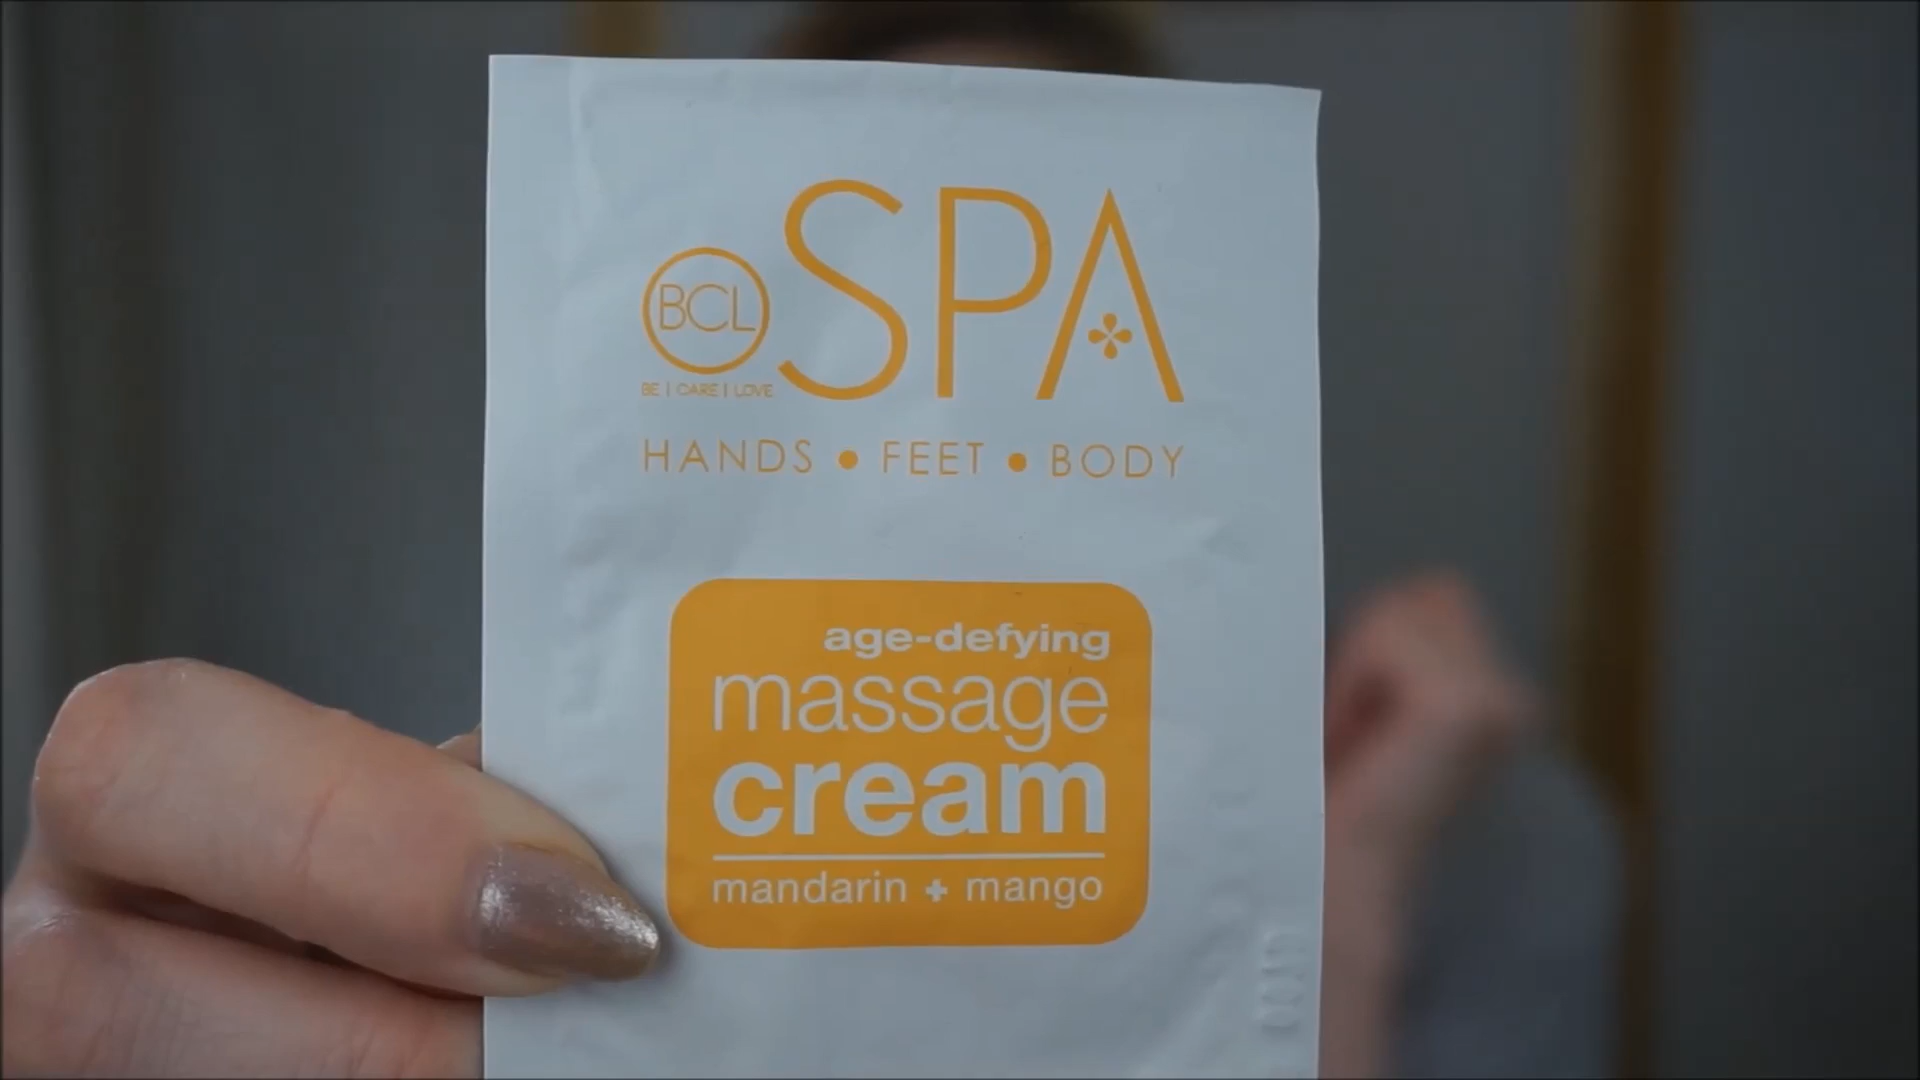 SPA
BCL
BE | CARE | LOVE
HANDS • FEET • BODY
age-defying
massage
cream
mandarin + mango